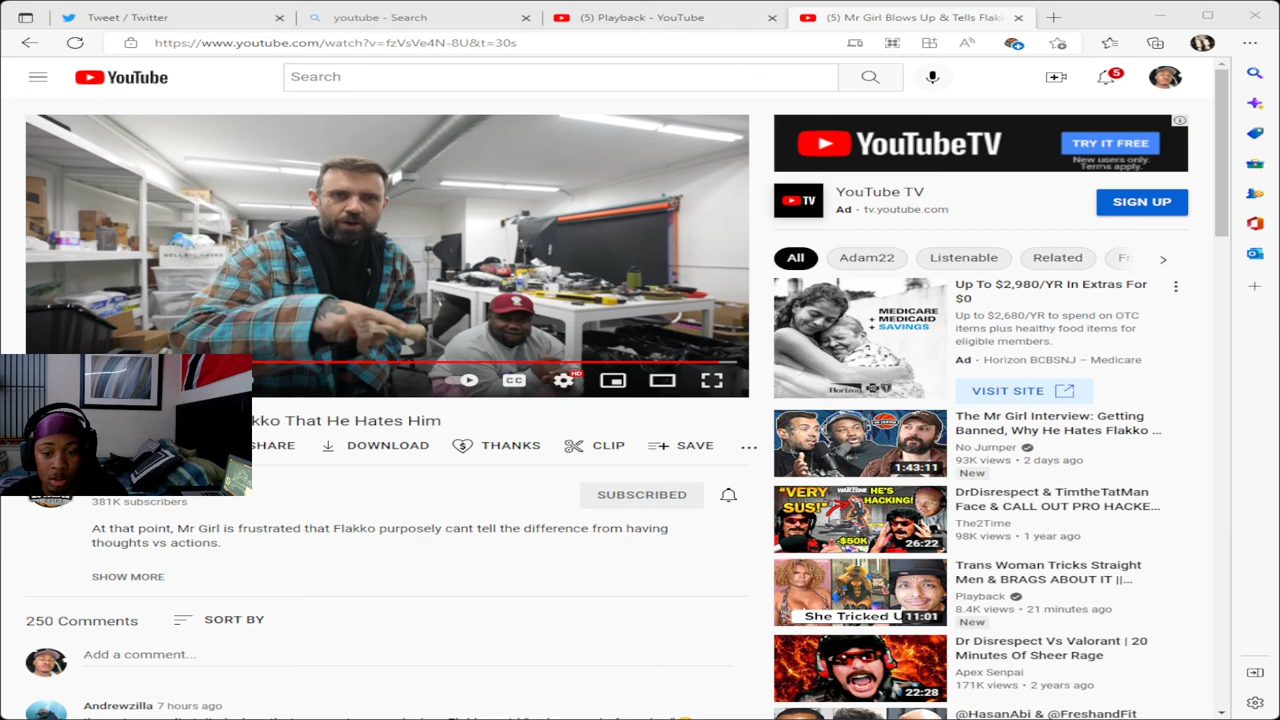 Tweet / Twitter
youtube - Search
(5) Playback - YouTube
(5) Mr Girl Blows Up & Tells Flakk
https://www.youtube.com/watch?v=fzVsVe4N-8U&t=30s
YouTube
Search
5
BELLA+CANVAS
CC
HD
YouTubeTV
TRY IT FREE
New users only.
Terms apply.
TV
YouTube TV
Ad · tv.youtube.com
SIGN UP
All
Adam22
Listenable
Related
MEDICARE
+ MEDICAID
+ SAVINGS
Horizon
Up To $2,980/YR In Extras For
$0
Up to $2,680/YR to spend on OTC
items plus healthy food items for
eligible members.
Ad · Horizon BCBSNJ – Medicare
VISIT SITE
kko That He Hates Him
SHARE
DOWNLOAD
THANKS
CLIP
SAVE
381K subscribers
SUBSCRIBED
In that point, Mr Girl is frustrated that Flakko purposely cant tell the difference from having
thoughts vs actions.
SHOW MORE
250 Comments
SORT BY
Add a comment...
Andrewzilla 7 hours ago
1:43:11
The Mr Girl Interview: Getting
Banned, Why He Hates Flakko ...
No Jumper
93K views • 2 days ago
New
"VERY
SUS!"
WARZONE
HE'S
HACKING!
-$50K
26:22
DrDisrespect & TimtheTatMan
Face & CALL OUT PRO HACKE...
The2Time
98K views • 1 year ago
She Tricked U
11:01
Trans Woman Tricks Straight
Men & BRAGS ABOUT IT ||...
Playback
8.4K views • 21 minutes ago
New
22:28
Dr Disrespect Vs Valorant | 20
Minutes Of Sheer Rage
Apex Senpai
171K views • 2 years ago
@HasanAbi & @FreshandFit